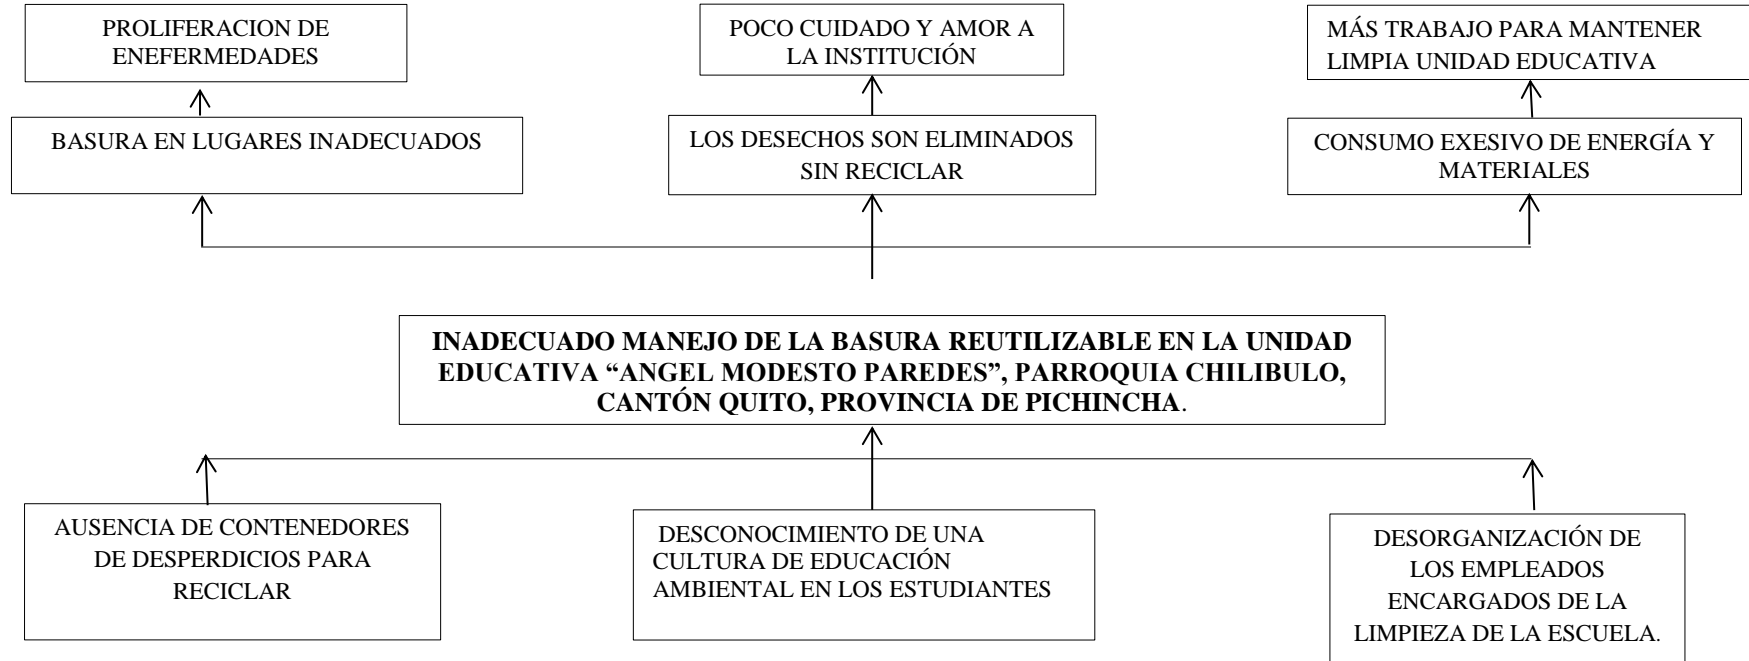 PROLIFERACION DE
ENEFERMEDADES
POCO CUIDADO Y AMOR A
LA INSTITUCIÓN
MÁS TRABAJO PARA MANTENER
LIMPIA UNIDAD EDUCATIVA
BASURA EN LUGARES INADECUADOS
LOS DESECHOS SON ELIMINADOS
SIN RECICLAR
CONSUMO EXESIVO DE ENERGÍA Y
MATERIALES
INADECUADO MANEJO DE LA BASURA REUTILIZABLE EN LA UNIDAD
EDUCATIVA “ANGEL MODESTO PAREDES”, PARROQUIA CHILIBULO,
CANTÓN QUITO, PROVINCIA DE PICHINCHA.
AUSENCIA DE CONTENEDORES
DE DESPERDICIOS PARA
RECICLAR
DESCONOCIMIENTO DE UNA
CULTURA DE EDUCACIÓN
AMBIENTAL EN LOS ESTUDIANTES
DESORGANIZACIÓN DE
LOS EMPLEADOS
ENCARGADOS DE LA
LIMPIEZA DE LA ESCUELA.